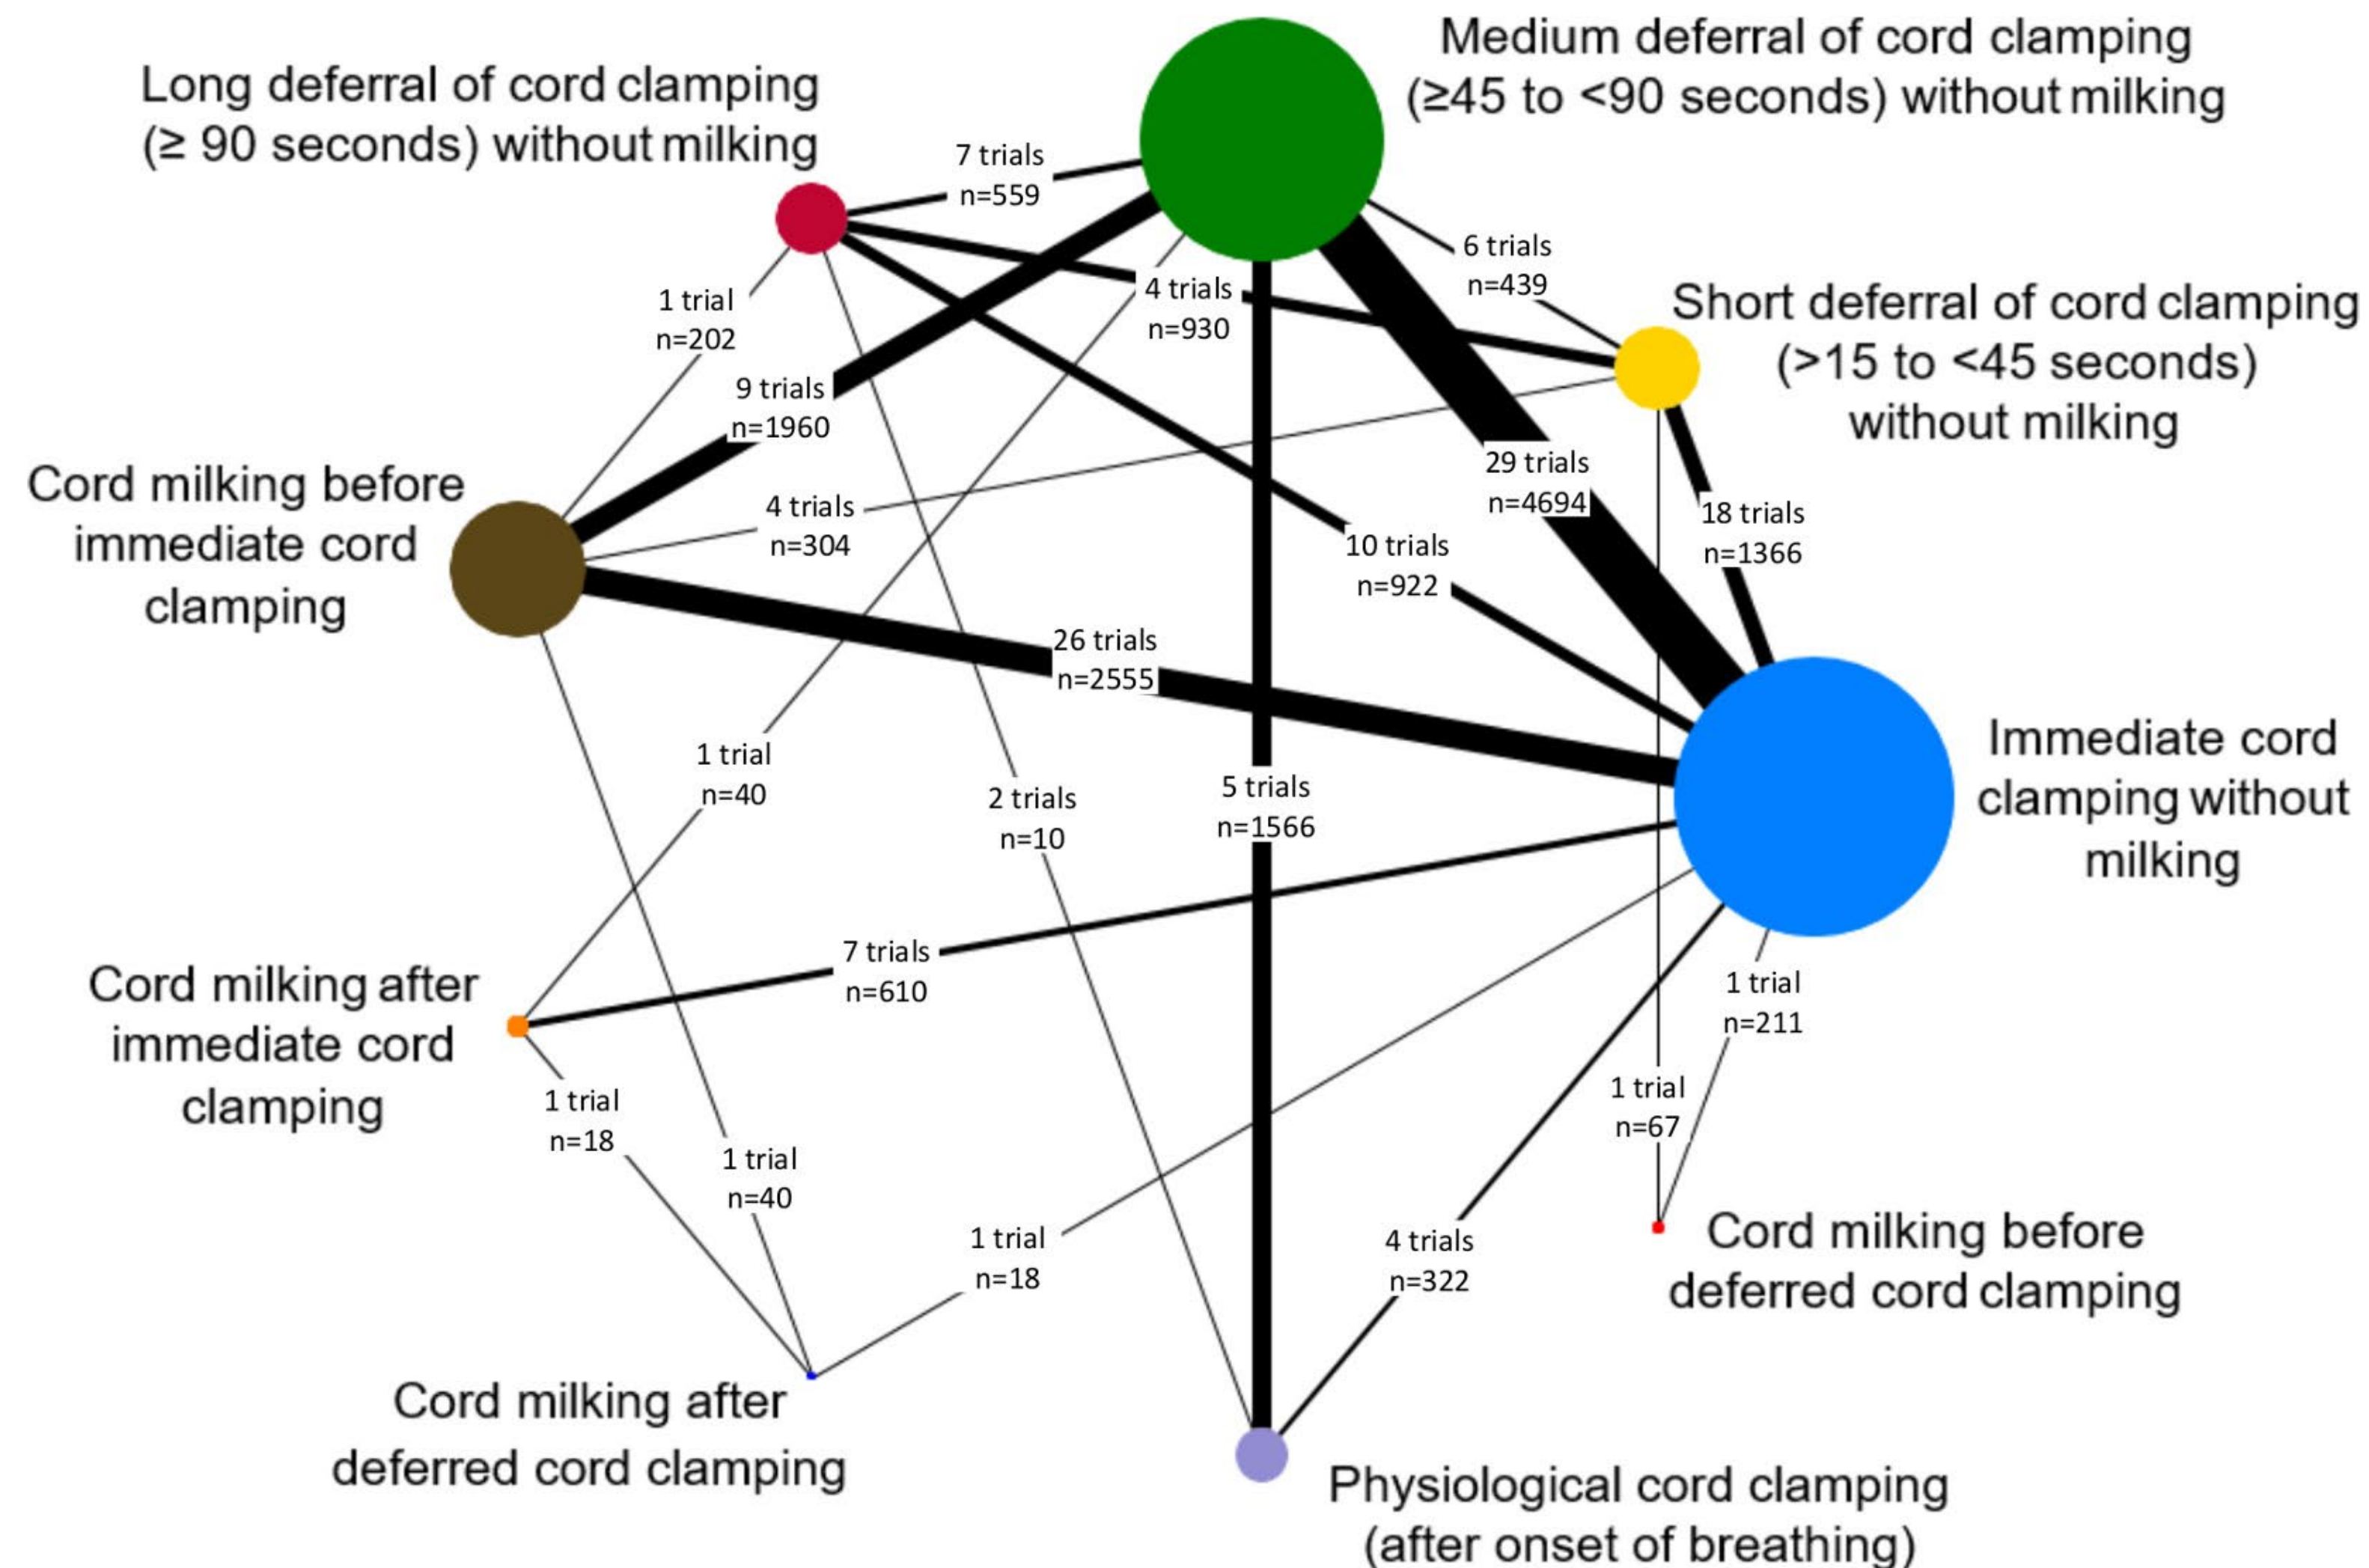 Medium deferral of cord clamping
(≥45 to <90 seconds) without milking
Long deferral of cord clamping
(≥ 90 seconds) without milking
7 trials
n=559
6 trials
n=439
4 trials
n=930
1 trial
n=202
Short deferral of cord clamping
(>15 to <45 seconds)
without milking
9 trials
n=1960
29 trials
n=4694
Cord milking before
immediate cord
clamping
4 trials
n=304
18 trials
n=1366
10 trials
n=922
26 trials
n=2555
Immediate cord
clamping without
milking
1 trial
n=40
2 trials
n=10
5 trials
n=1566
7 trials
n=610
Cord milking after
immediate cord
clamping
1 trial
n=211
1 trial
n=18
1 trial
n=67
1 trial
n=40
1 trial
n=18
4 trials
n=322
Cord milking before
deferred cord clamping
Cord milking after
deferred cord clamping
Physiological cord clamping
(after onset of breathing)